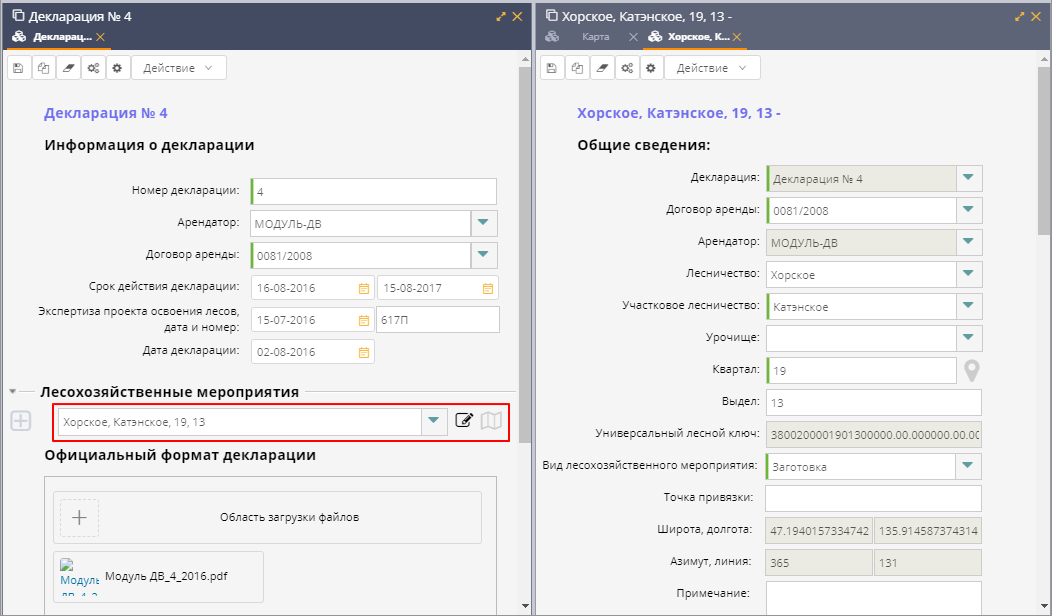 Декларация № 4
Декларац...
Действие
Декларация № 4
Информация о декларации
Номер декларации: 4
Арендатор: МОДУЛЬ-ДВ
Договор аренды: 0081/2008
Срок действия декларации: 16-08-2016 15-08-2017
Экспертиза проекта освоения лесов,
дата и номер: 15-07-2016 617П
Дата декларации: 02-08-2016
Лесохозяйственные мероприятия
Хорское, Катэнское, 19, 13
Официальный формат декларации
Область загрузки файлов
Модуль
ДВ_4_2
Модуль ДВ_4_2016.pdf
Хорское, Катэнское, 19, 13 -
Карта
Хорское, К...
Действие
Хорское, Катэнское, 19, 13 -
Общие сведения:
Декларация: Декларация № 4
Договор аренды: 0081/2008
Арендатор: МОДУЛЬ-ДВ
Лесничество: Хорское
Участковое лесничество: Катэнское
Урочище:
Квартал: 19
Выдел: 13
Универсальный лесной ключ: 3800200001901300000.00.000000.00.0
Вид лесохозяйственного мероприятия: Заготовка
Точка привязки:
Широта, долгота: 47.1940157334742 135.914587374314
Азимут, линия: 365 131
Примечание: